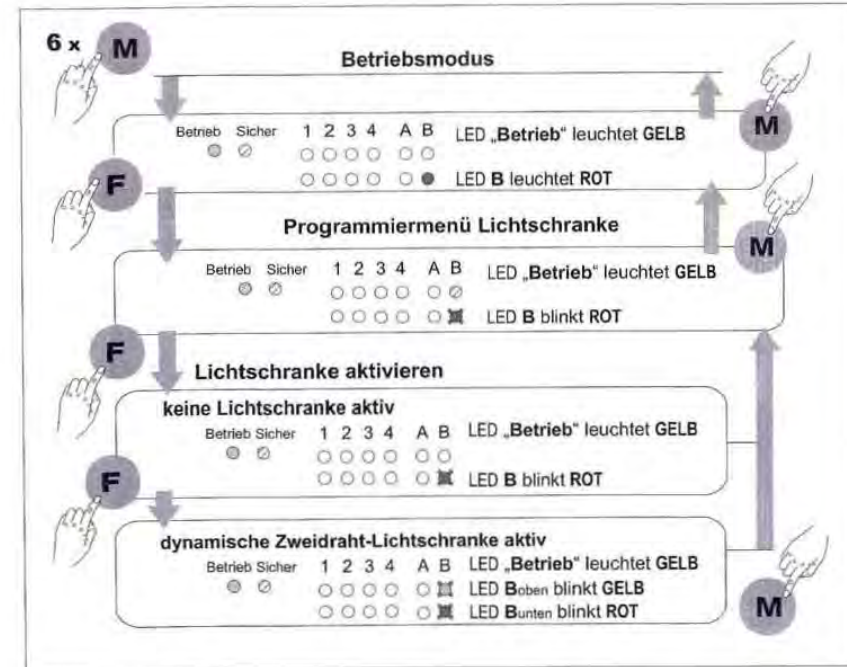 6 x M
Betriebsmodus
M
Betrieb Sicher 1 2 3 4 A B LED „Betrieb“ leuchtet GELB
LED B leuchtet ROT
F
Programmiermenü Lichtschranke
M
Betrieb Sicher 1 2 3 4 A B LED „Betrieb“ leuchtet GELB
LED B blinkt ROT
F
Lichtschranke aktivieren
keine Lichtschranke aktiv
Betrieb Sicher 1 2 3 4 A B LED „Betrieb“ leuchtet GELB
LED B blinkt ROT
F
dynamische Zweidraht-Lichtschranke aktiv
Betrieb Sicher 1 2 3 4 A B LED „Betrieb“ leuchtet GELB
LED Boben blinkt GELB
LED Bunten blinkt ROT
M